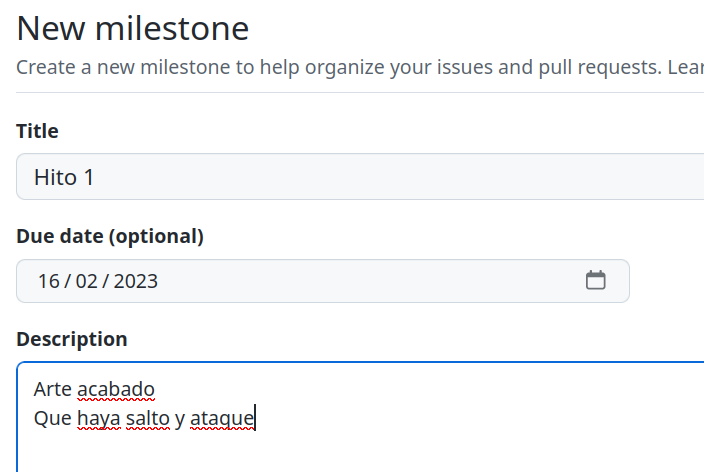 New milestone
Create a new milestone to help organize your issues and pull requests. Lear
Title
Hito 1
Due date (optional)
16 / 02 / 2023
Description
Arte acabado
Que haya salto y ataque